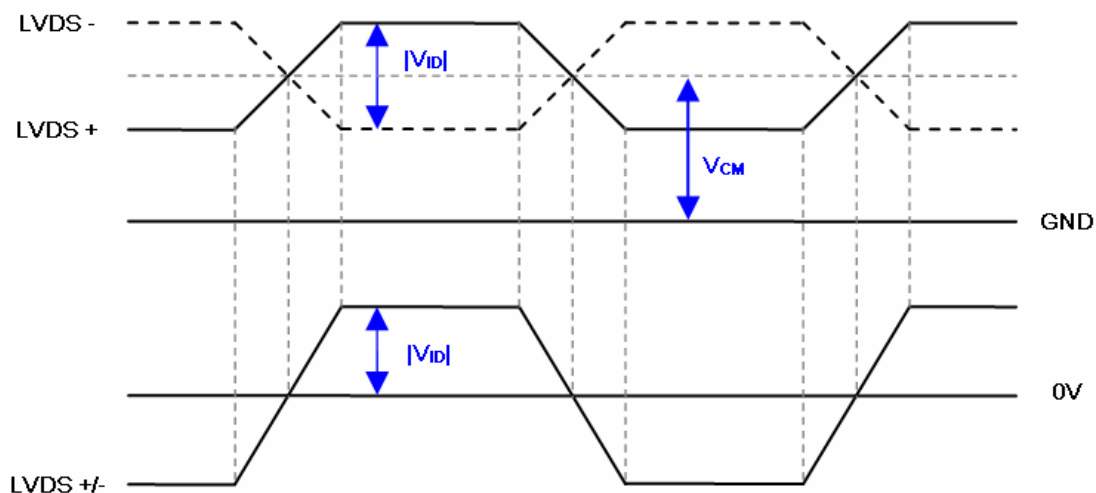 LVDS -
|VID|
LVDS +
VCM
GND
|VID|
0V
LVDS +/-